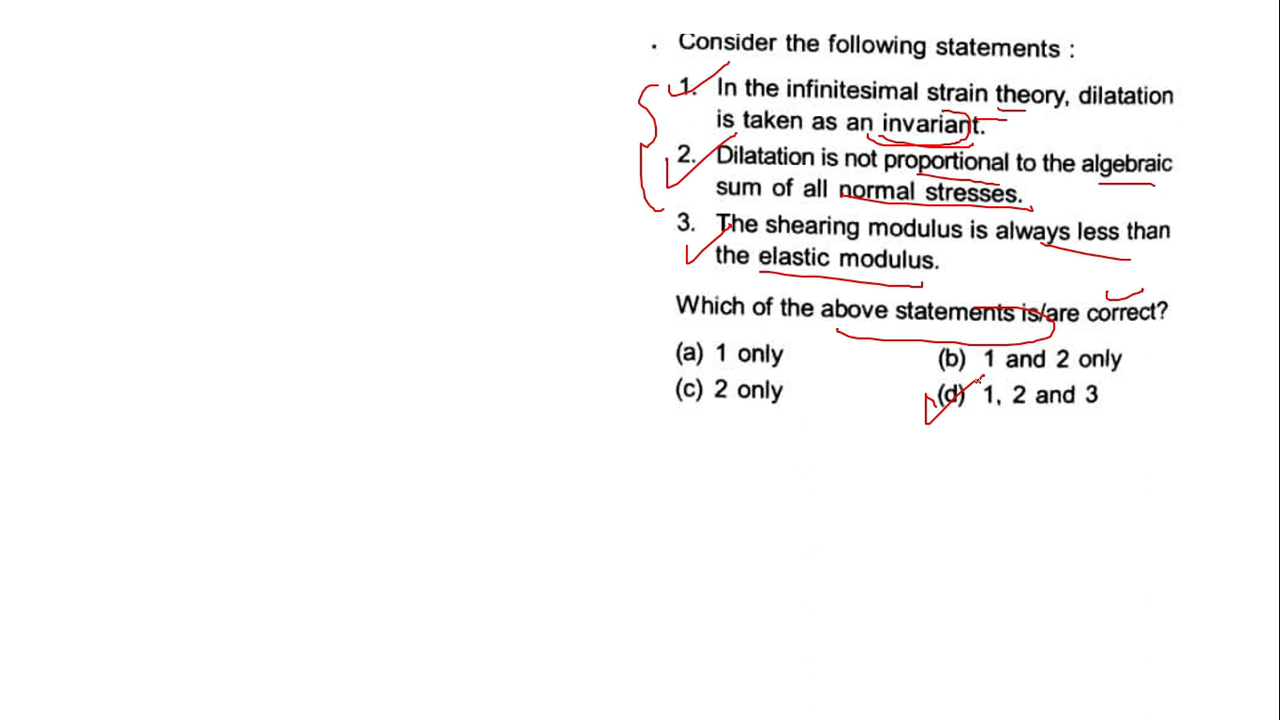 . Consider the following statements :
1. In the infinitesimal strain theory, dilatation
is taken as an invariant.
2. Dilatation is not proportional to the algebraic
sum of all normal stresses.
3. The shearing modulus is always less than
the elastic modulus.
Which of the above statements is/are correct?
(a) 1 only (b) 1 and 2 only
(c) 2 only (d) 1, 2 and 3